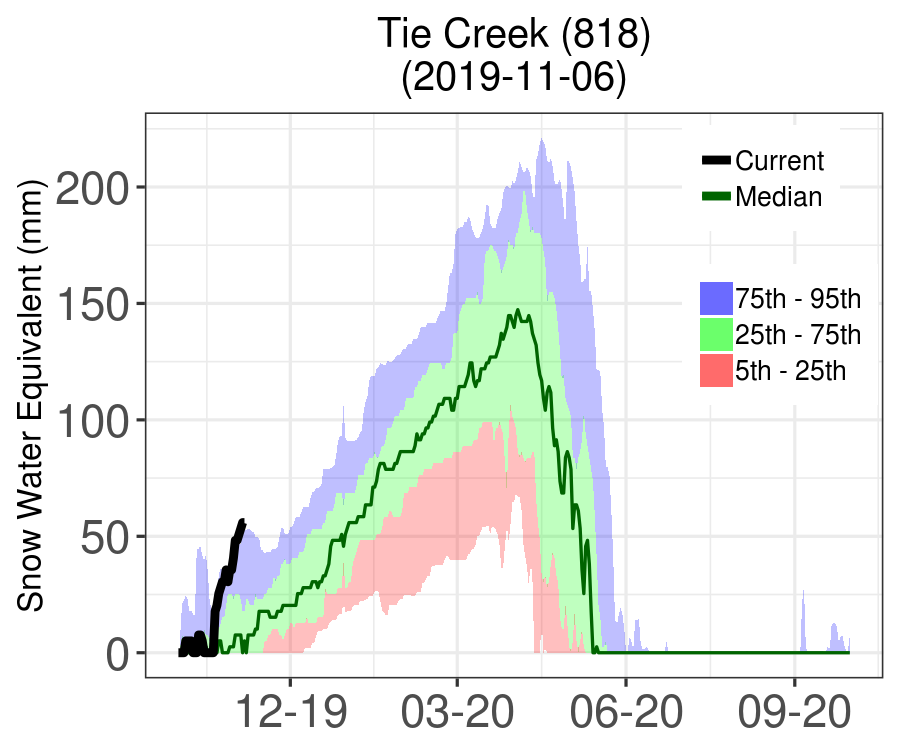 Tie Creek (818)
(2019-11-06)
Snow Water Equivalent (mm)
200
150
100
50
0
Current
Median
75th - 95th
25th - 75th
5th - 25th
12-19 03-20 06-20 09-20